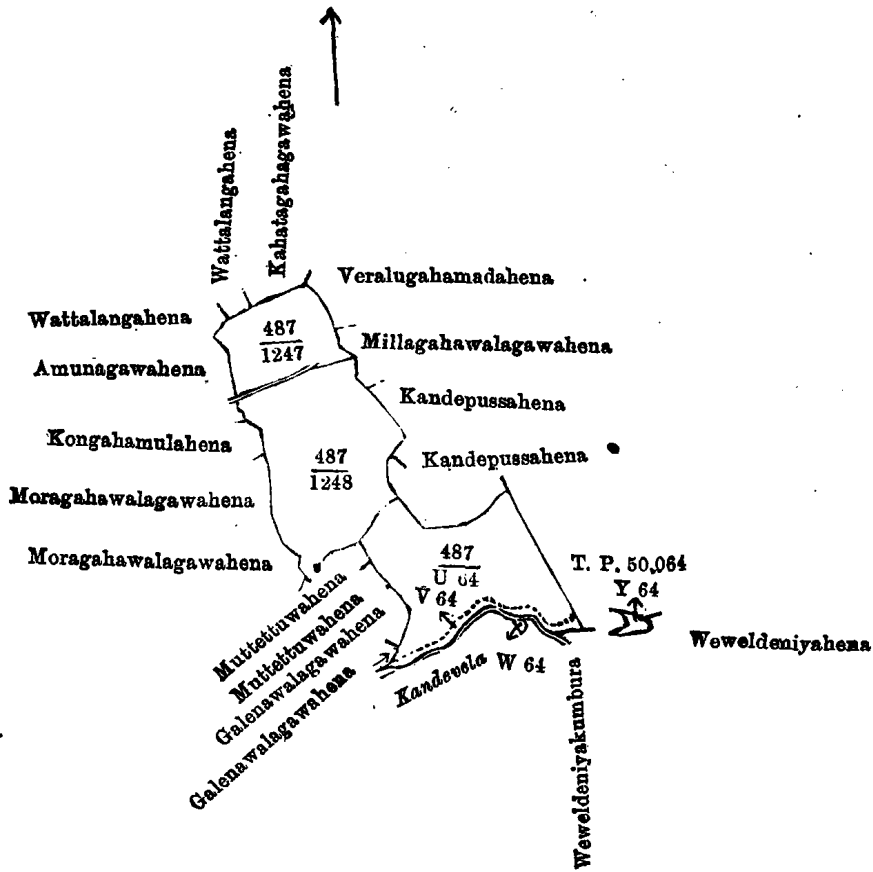 Wattalangahena
Kahatagahagawahena
Veralugahamadahena
Wattalangahena
487
1247
Millagahawalagawahena
Amunagawahena
Kandepussahena
Kongahamulahena
487
1248
Kandepussahena
Moragahawalagawahena
Moragahawalagawahena
487
U 64
T. P. 50,064
V 64
Y 64
Weweldeniyahena
Muttettuwahena
Muttettuwahena
Galenawalagawahena
Galenawalagawahena
Kandevela
W 64
Weweldeniyakumbura